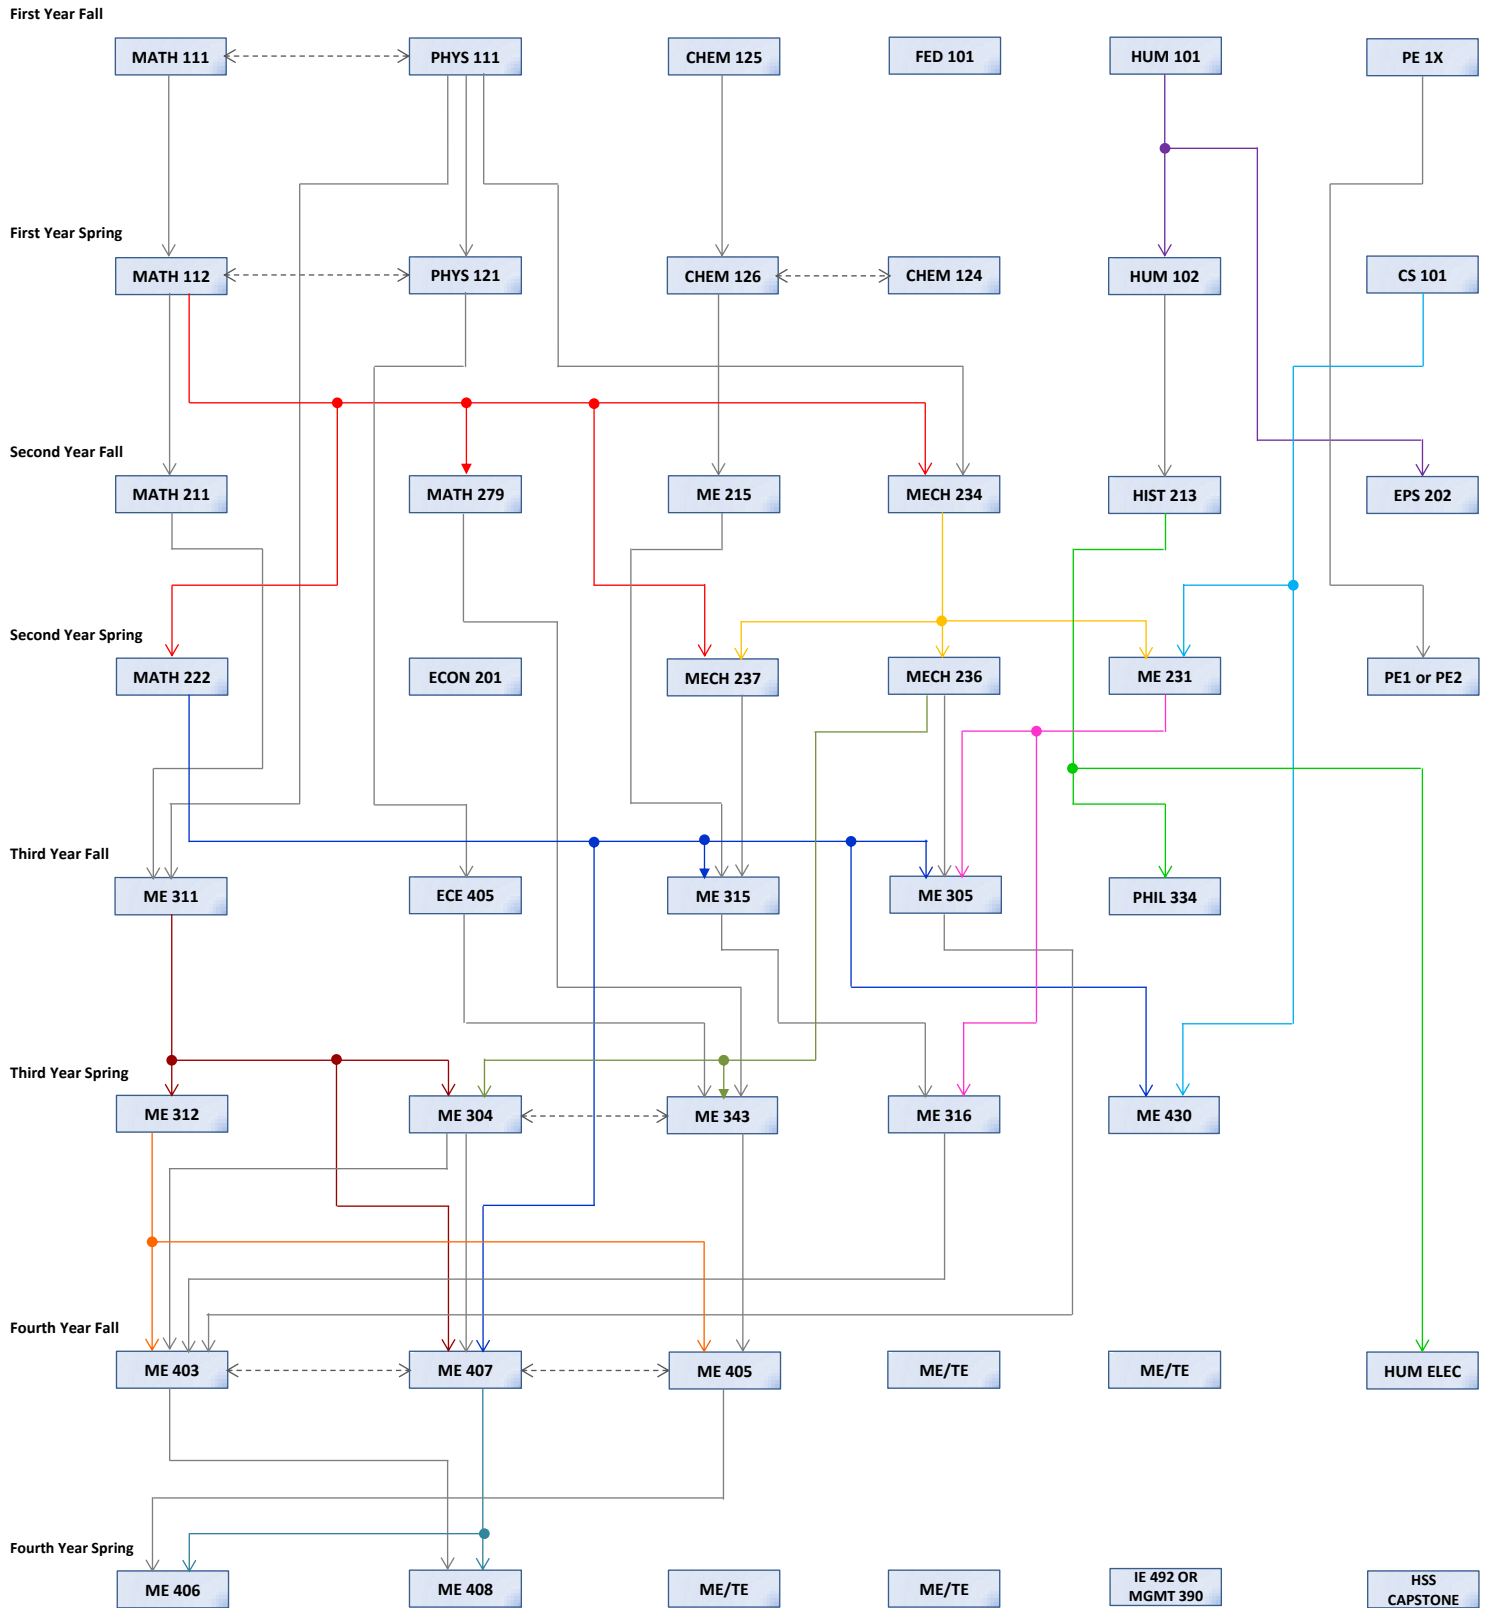 First Year Fall
MATH 111
PHYS 111
CHEM 125
FED 101
HUM 101
PE 1X
First Year Spring
MATH 112
PHYS 121
CHEM 126
CHEM 124
HUM 102
CS 101
Second Year Fall
MATH 211
MATH 279
ME 215
MECH 234
HIST 213
EPS 202
Second Year Spring
MATH 222
ECON 201
MECH 237
MECH 236
ME 231
PE1 or PE2
Third Year Fall
ME 311
ECE 405
ME 315
ME 305
PHIL 334
Third Year Spring
ME 312
ME 304
ME 343
ME 316
ME 430
Fourth Year Fall
ME 403
ME 407
ME 405
ME/TE
ME/TE
HUM ELEC
Fourth Year Spring
ME 406
ME 408
ME/TE
ME/TE
IE 492 OR
MGMT 390
HSS
CAPSTONE